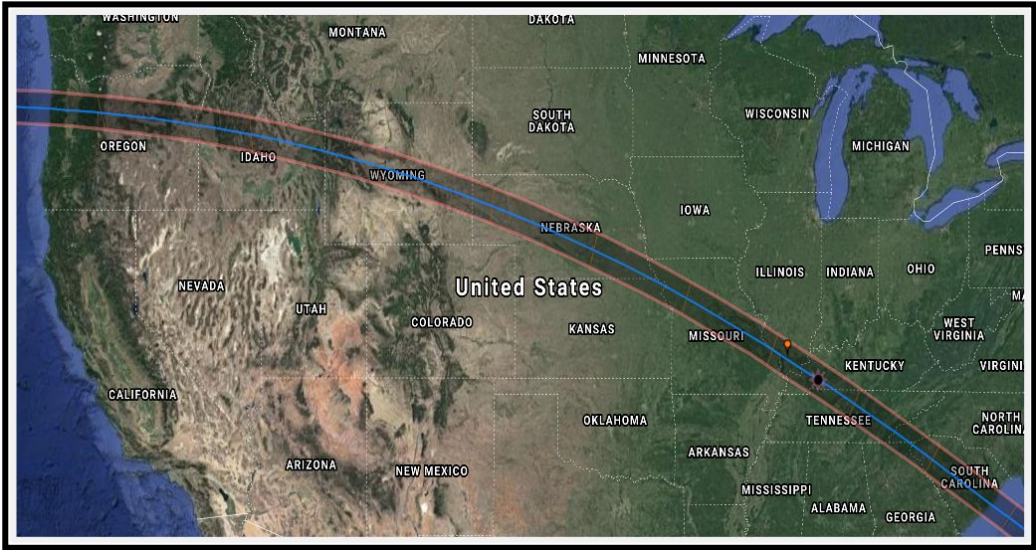 WASHINGTON
DAKOTA
MONTANA
MINNESOTA
SOUTH
DAKOTA
WISCONSIN
OREGON
MICHIGAN
IDAHO
WYOMING
IOWA
NEBRASKA
PENNS
ILLINOIS
INDIANA
OHIO
NEVADA
United States
MA
UTAH
COLORADO
KANSAS
WEST
VIRGINIA
MISSOURI
KENTUCKY
VIRGINI
CALIFORNIA
OKLAHOMA
TENNESSEE
NORTH
CAROLINA
ARKANSAS
ARIZONA
NEW MEXICO
SOUTH
CAROLINA
MISSISSIPPI
ALABAMA
GEORGIA